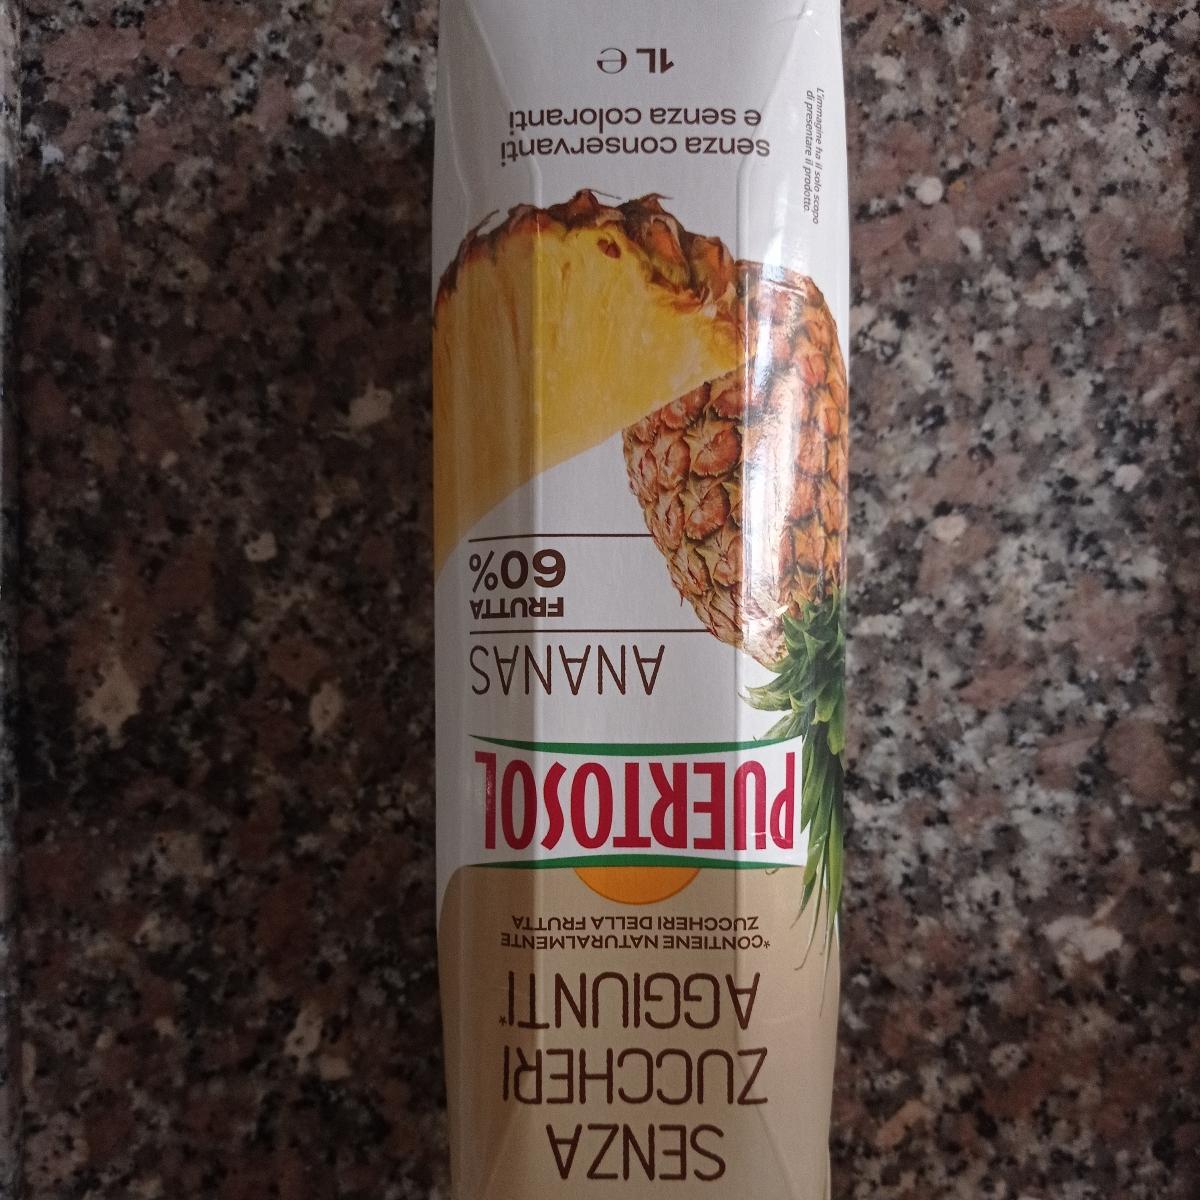 SENZA
ZUCCHERI
AGGIUNTI*
*CONTIENE NATURALMENTE
ZUCCHERI DELLA FRUTTA
PUERTOSOL
ANANAS
FRUTTA
60%
senza conservanti
e senza coloranti
1L e
L'immagine ha il solo scopo
di presentare il prodotto.